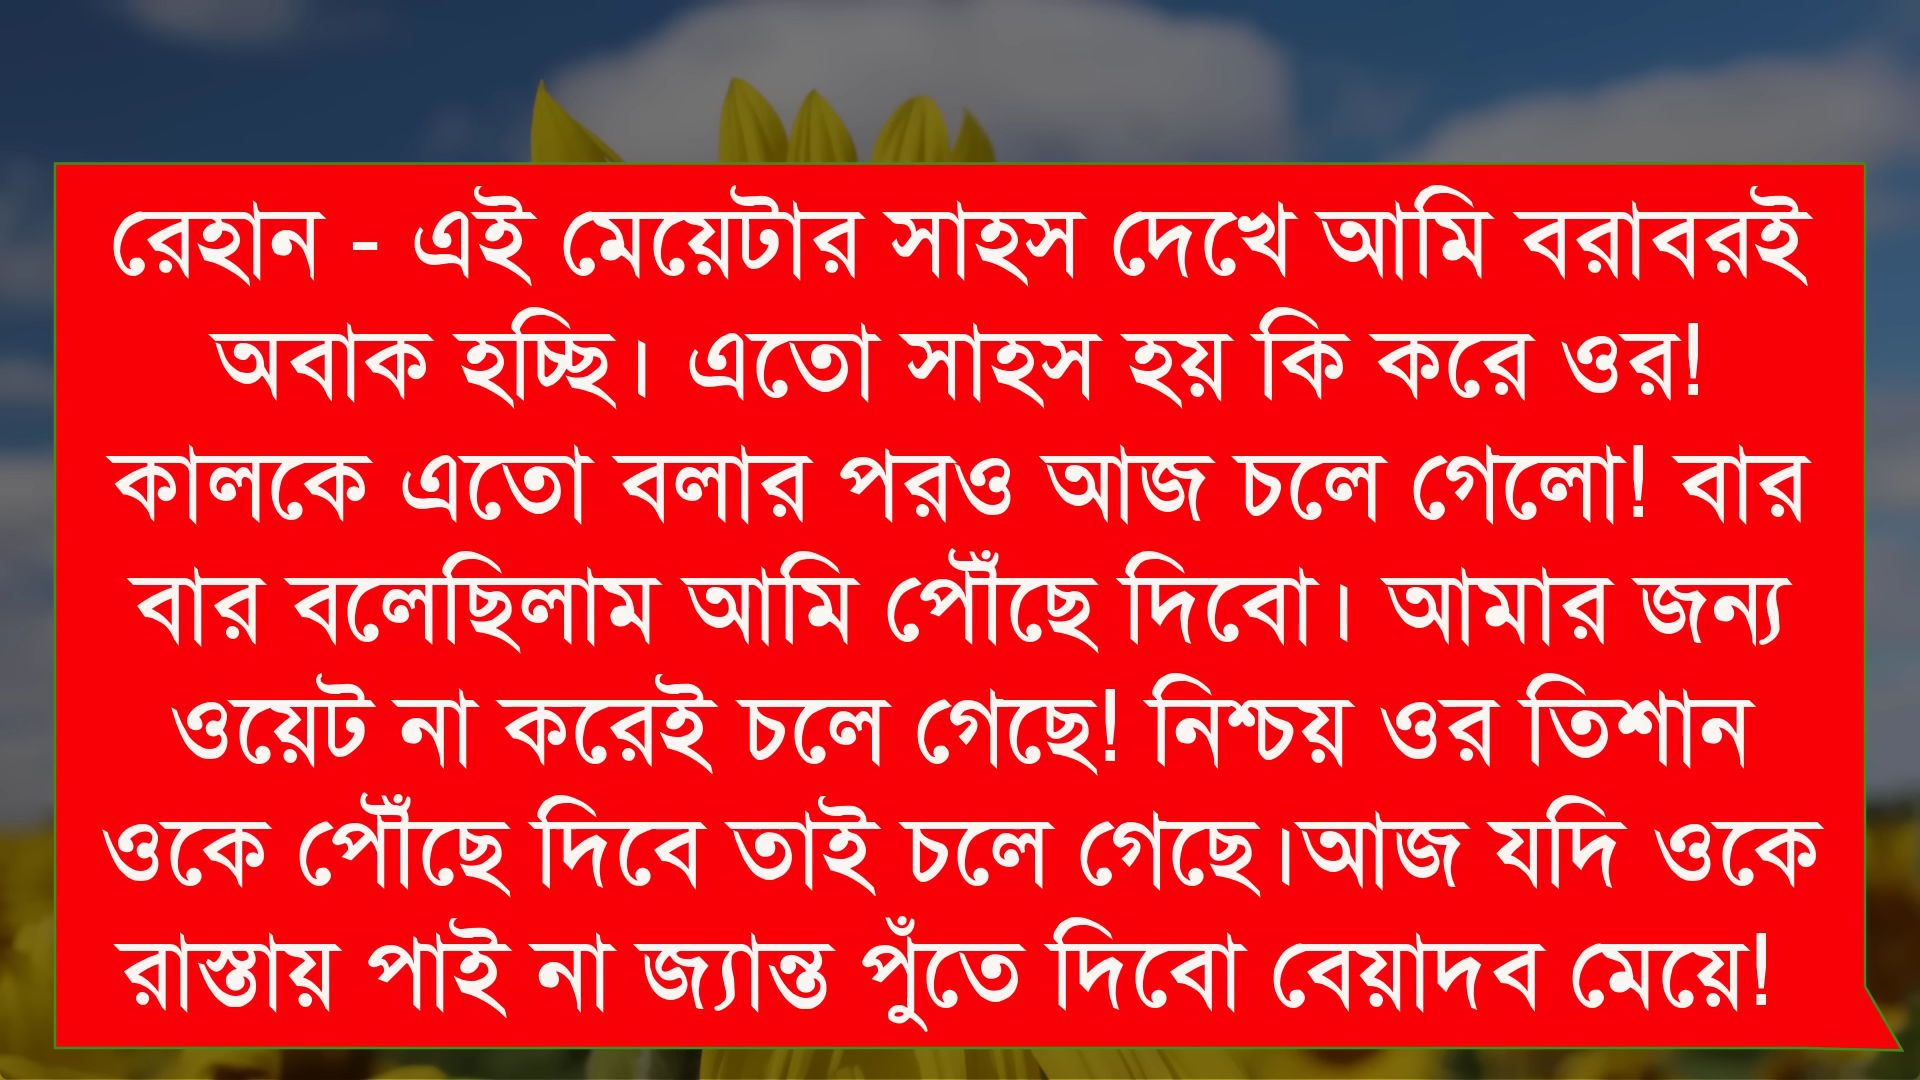 রেহান - এই মেয়েটার সাহস দেখে আমি বরাবরই
অবাক হচ্ছি। এতো সাহস হয় কি করে ওর!
কালকে এতো বলার পরও আজ চলে গেলো! বার
বার বলেছিলাম আমি পৌঁছে দিবো। আমার জন্য
ওয়েট না করেই চলে গেছে! নিশ্চয় ওর তিশান
ওকে পৌঁছে দিবে তাই চলে গেছে।আজ যদি ওকে
রাস্তায় পাই না জ্যান্ত পুঁতে দিবো বেয়াদব মেয়ে!